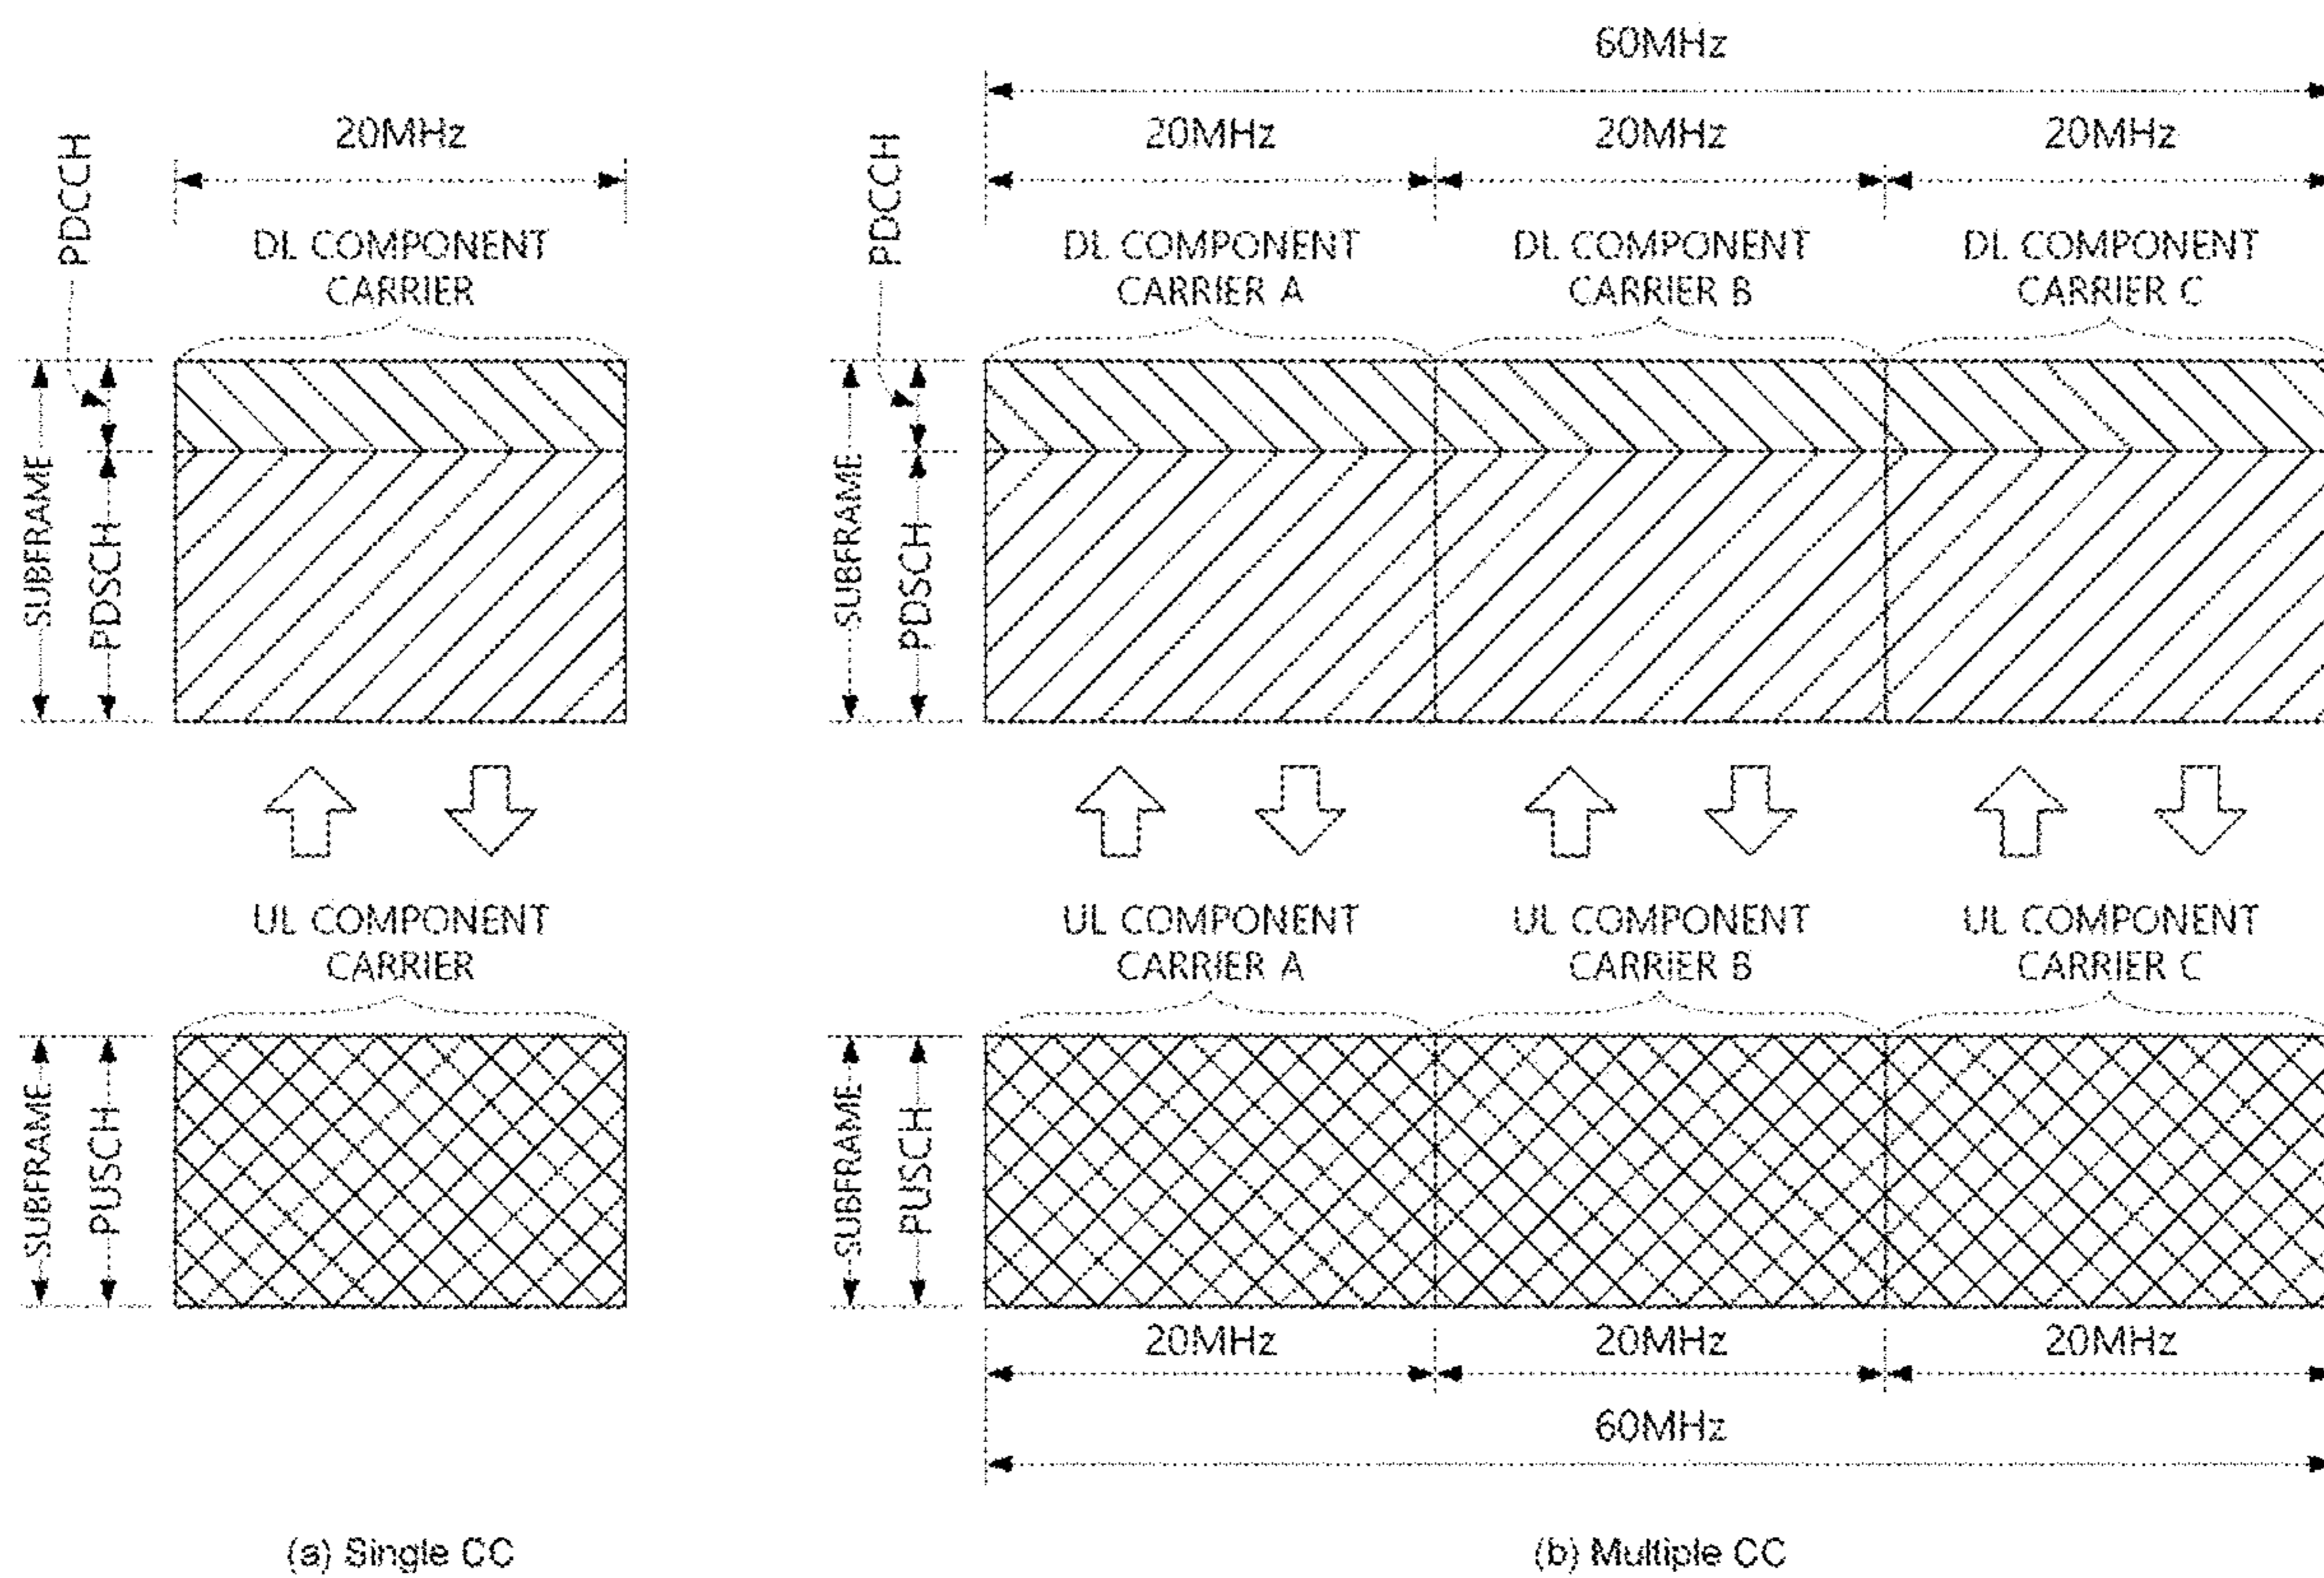 20MHz
PDCCH
DL COMPONENT
CARRIER
SUBFRAME
PDSCH
UL COMPONENT
CARRIER
SUBFRAME
PUSCH
(a) Single CC
60MHz
20MHz
20MHz
20MHz
PDCCH
DL COMPONENT
CARRIER A
DL COMPONENT
CARRIER B
DL COMPONENT
CARRIER C
SUBFRAME
PDSCH
UL COMPONENT
CARRIER A
UL COMPONENT
CARRIER B
UL COMPONENT
CARRIER C
SUBFRAME
PUSCH
20MHz
20MHz
20MHz
60MHz
(b) Multiple CC